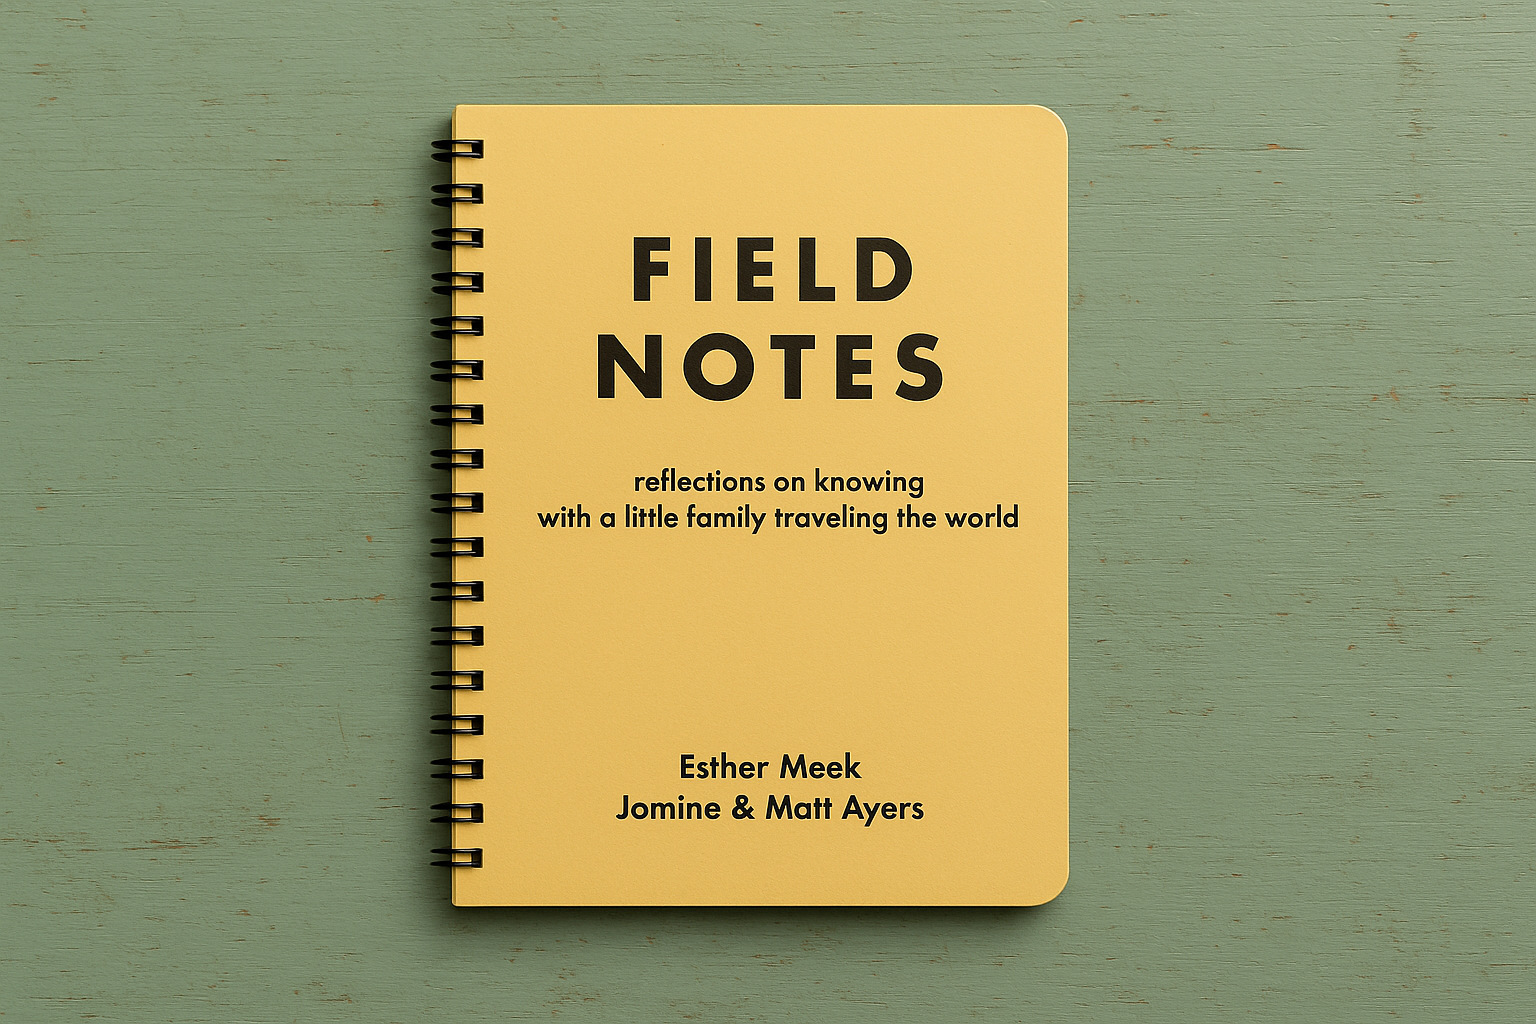 FIELD
NOTES
reflections on knowing
with a little family traveling the world
Esther Meek
Jomine & Matt Ayers